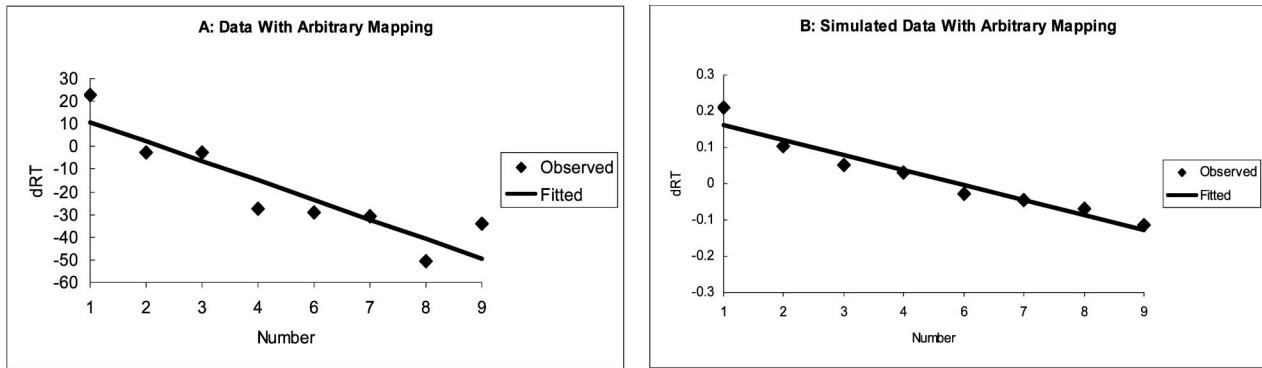 A: Data With Arbitrary Mapping
30
20
10
0
-10
-20
-30
-40
-50
-60
dRT
1 2 3 4 6 7 8 9
Number
Observed
Fitted
B: Simulated Data With Arbitrary Mapping
0.3
0.2
0.1
0
-0.1
-0.2
-0.3
dRT
1 2 3 4 6 7 8 9
Number
Observed
Fitted